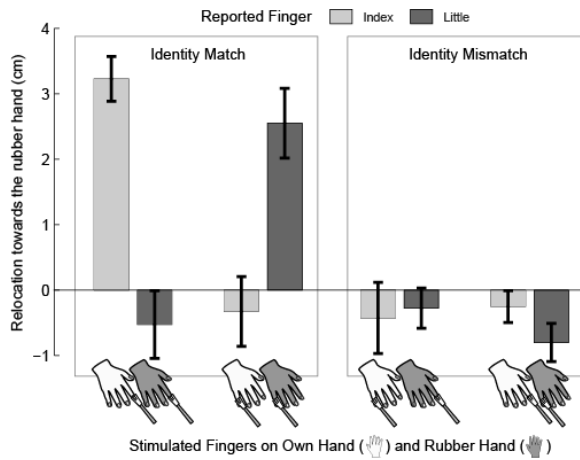 Reported Finger Index Little
Identity Match Identity Mismatch
Relocation towards the rubber hand (cm)
4
3
2
1
0
−1
Stimulated Fingers on Own Hand ( ) and Rubber Hand ( )